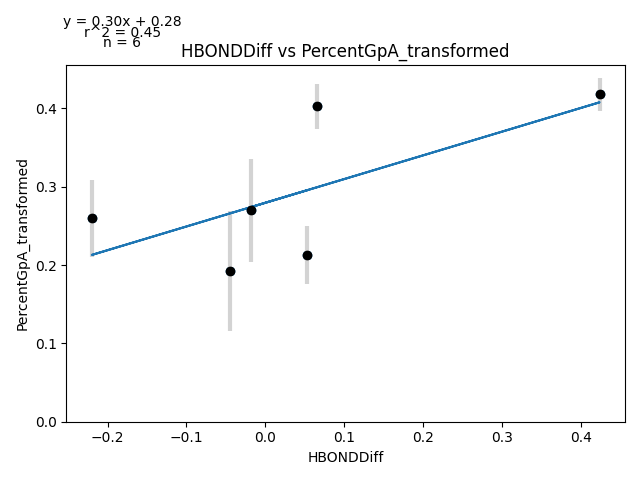 y = 0.30x + 0.28
r^2 = 0.45
n = 6
HBONDDiff vs PercentGpA_transformed
PercentGpA_transformed
0.4
0.3
0.2
0.1
0.0
−0.2
−0.1
0.0
0.1
0.2
0.3
0.4
HBONDDiff